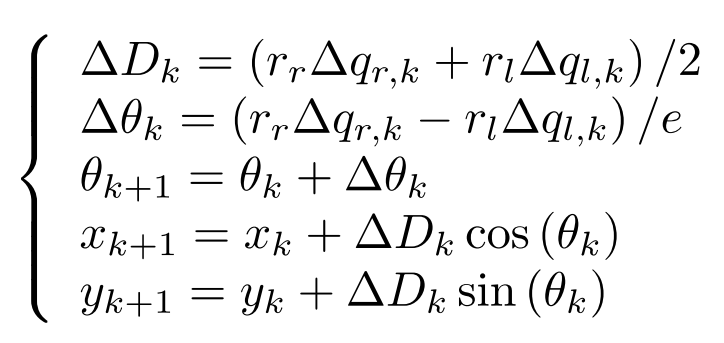 ΔD_k = (r_r Δq_{r,k} + r_l Δq_{l,k}) /2
Δθ_k = (r_r Δq_{r,k} − r_l Δq_{l,k}) /e
θ_{k+1} = θ_k + Δθ_k
x_{k+1} = x_k + ΔD_k cos (θ_k)
y_{k+1} = y_k + ΔD_k sin (θ_k)